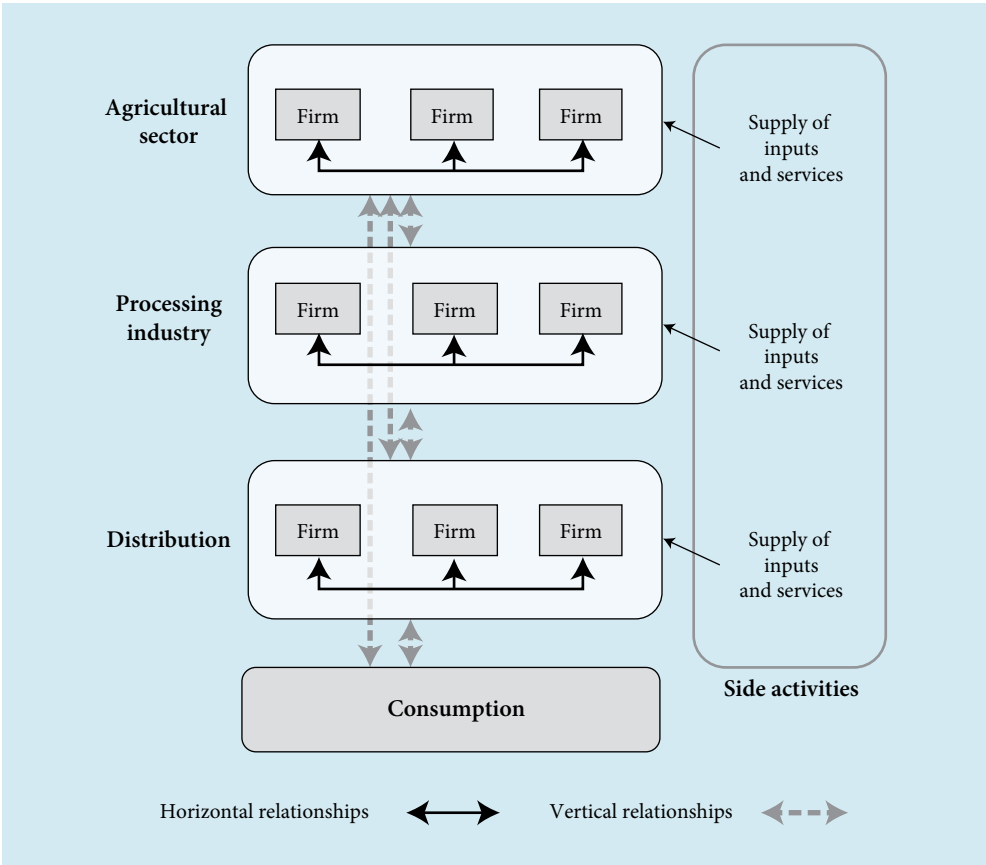 Agricultural
sector
Firm
Firm
Firm
Supply of
inputs
and services
Processing
industry
Firm
Firm
Firm
Supply of
inputs
and services
Distribution
Firm
Firm
Firm
Supply of
inputs
and services
Side activities
Consumption
Horizontal relationships
Vertical relationships